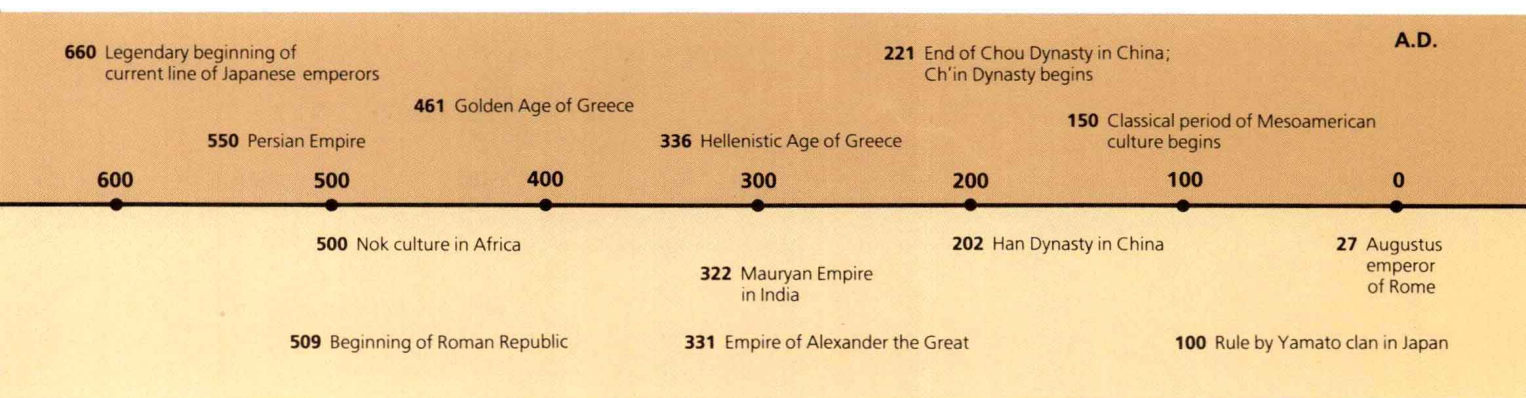 A.D.
660 Legendary beginning of
current line of Japanese emperors
221 End of Chou Dynasty in China;
Ch'in Dynasty begins
461 Golden Age of Greece
150 Classical period of Mesoamerican
culture begins
550 Persian Empire
336 Hellenistic Age of Greece
600 500 400 300 200 100 0
500 Nok culture in Africa
202 Han Dynasty in China
27 Augustus
emperor
of Rome
322 Mauryan Empire
in India
509 Beginning of Roman Republic
331 Empire of Alexander the Great
100 Rule by Yamato clan in Japan